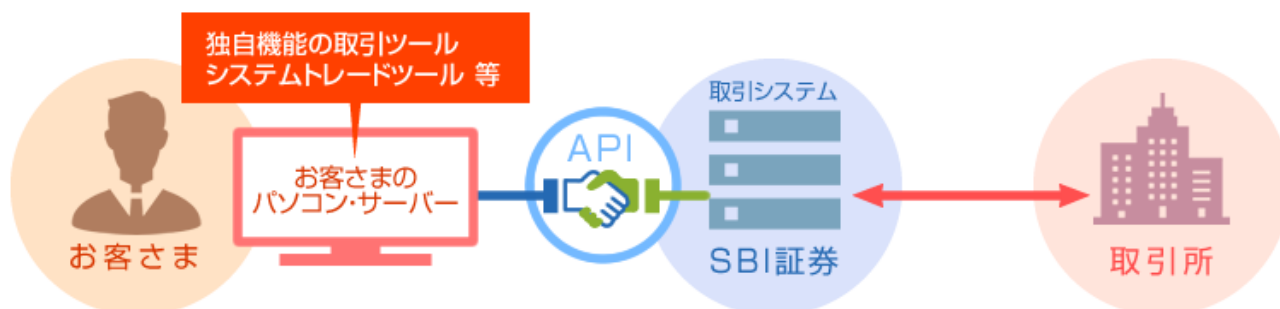 独自機能の取引ツール
システムトレードツール 等
お客さま
お客さまの
パソコン・サーバー
API
取引システム
SBI証券
取引所